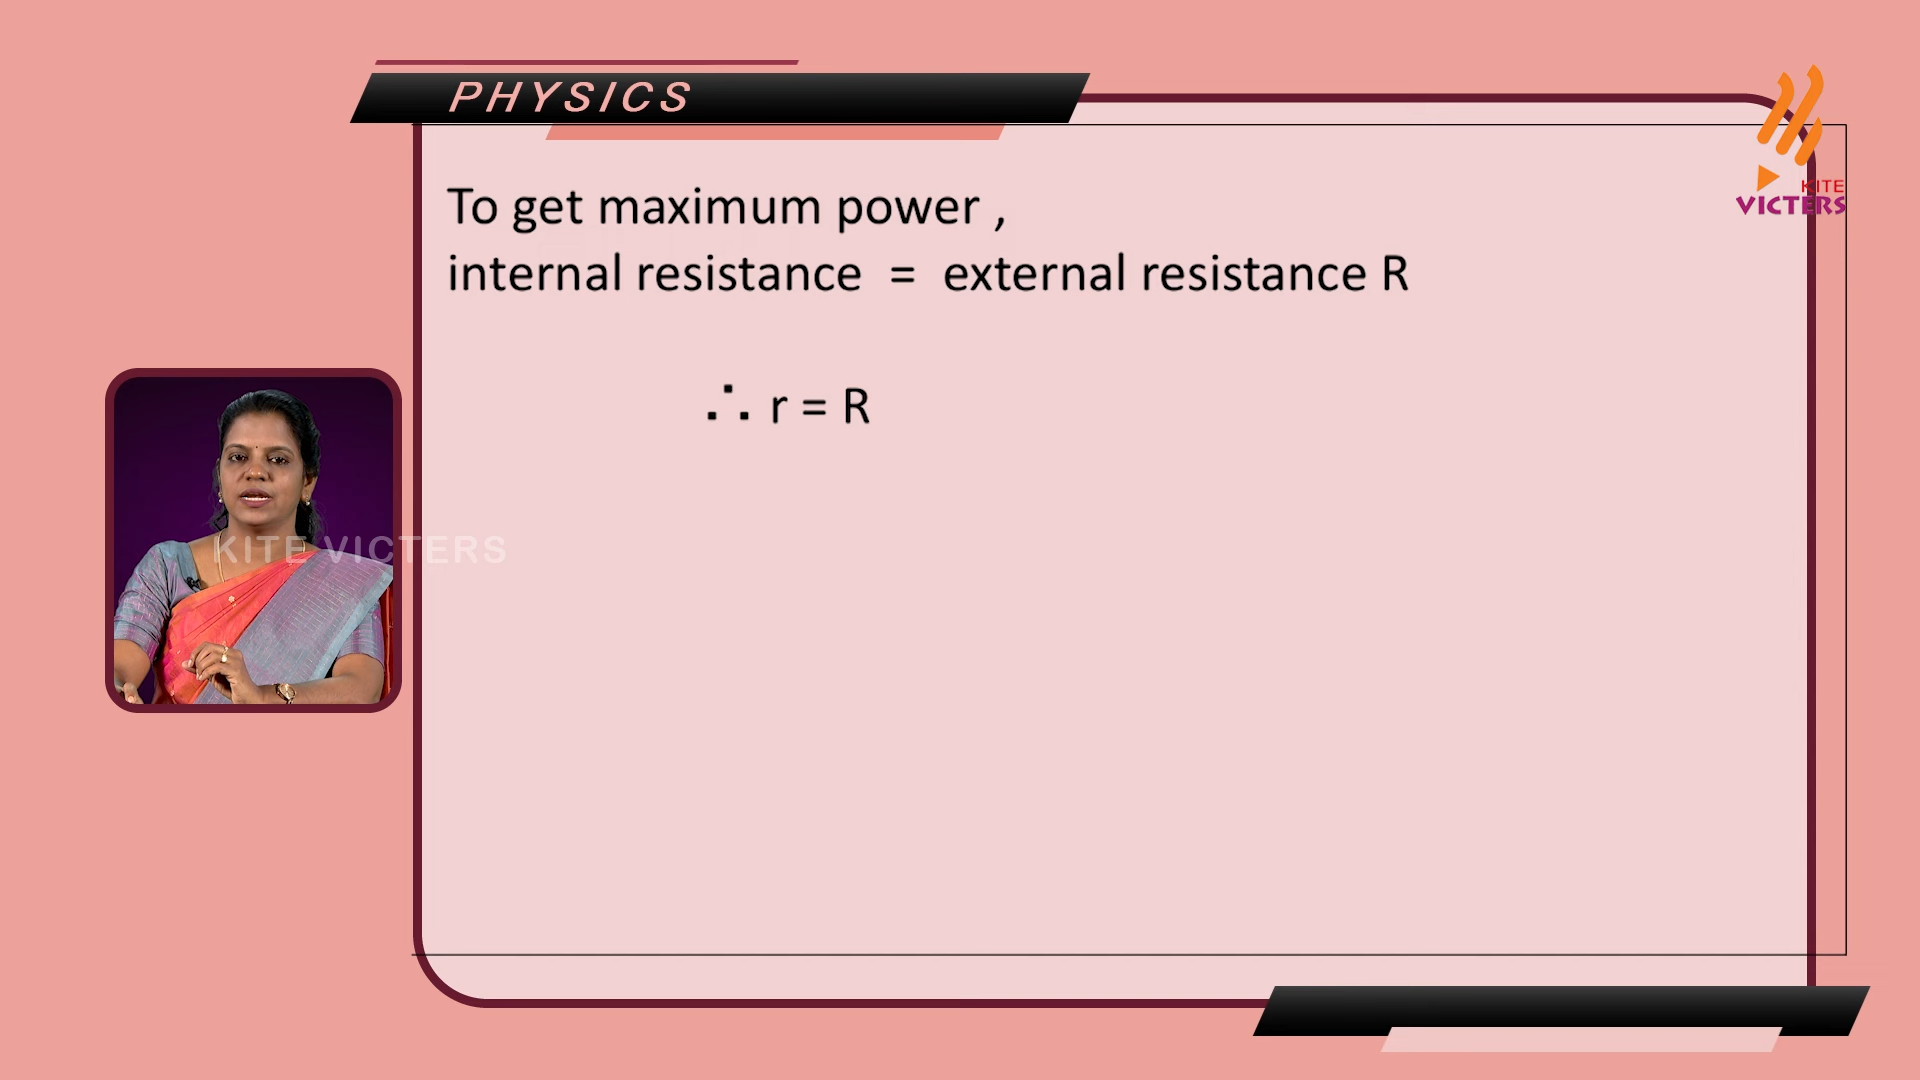 PHYSICS
To get maximum power ,
internal resistance = external resistance R
∴ r = R
KITE
VICTERS
KITE VICTERS